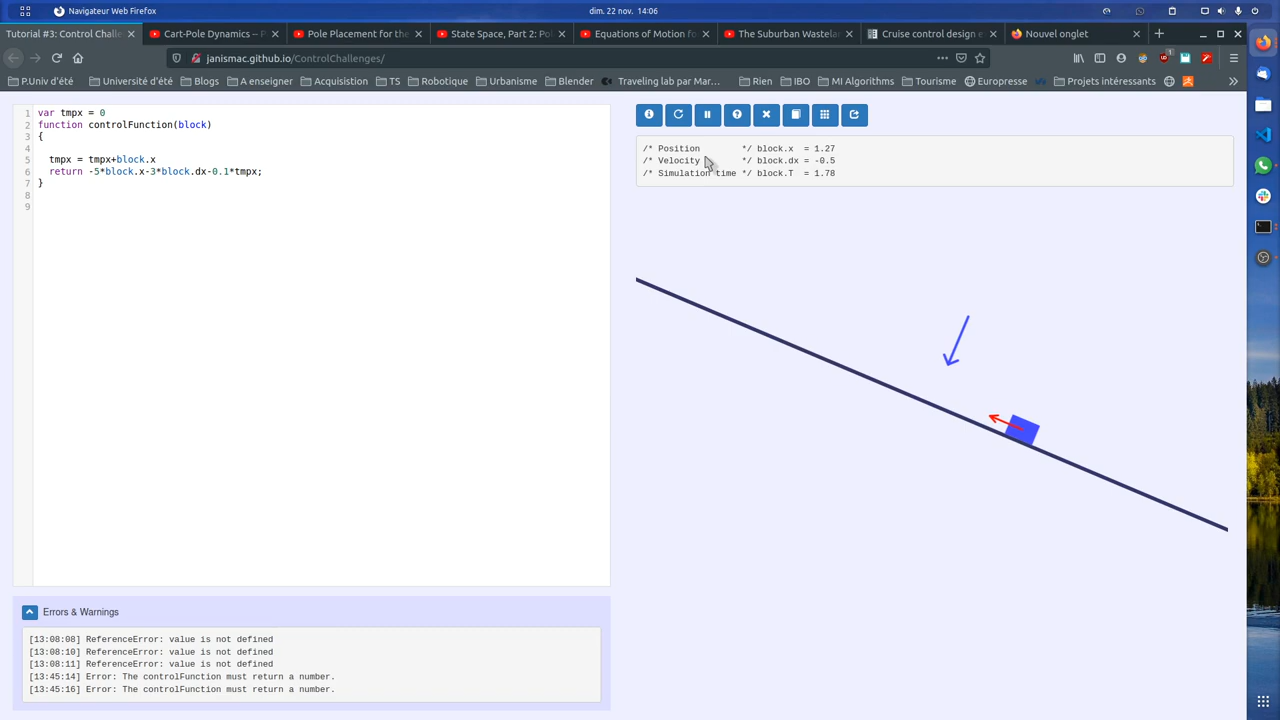 Navigateur Web Firefox
dim. 22 nov. 14:06
Tutorial #3: Control Challe
Cart-Pole Dynamics -- P
Pole Placement for the
State Space, Part 2: Po
Equations of Motion fo
The Suburban Wastela
Cruise control design e
Nouvel onglet
janismac.github.io/ControlChallenges/
1
P.Univ d'été
Université d'été
Blogs
A enseigner
Acquisistion
TS
Robotique
Urbanisme
Blender
Traveling lab par Mar…
Rien
IBO
MI Algorithms
Tourisme
Europresse
Projets intéressants
1 var tmpx = 0
2 function controlFunction(block)
3 {
4
5 tmpx = tmpx+block.x
6 return -5*block.x-3*block.dx-0.1*tmpx;
7 }
8
9
/* Position */ block.x = 1.27
/* Velocity */ block.dx = -0.5
/* Simulation time */ block.T = 1.78
Errors & Warnings
[13:08:08] ReferenceError: value is not defined
[13:08:10] ReferenceError: value is not defined
[13:08:11] ReferenceError: value is not defined
[13:45:14] Error: The controlFunction must return a number.
[13:45:16] Error: The controlFunction must return a number.